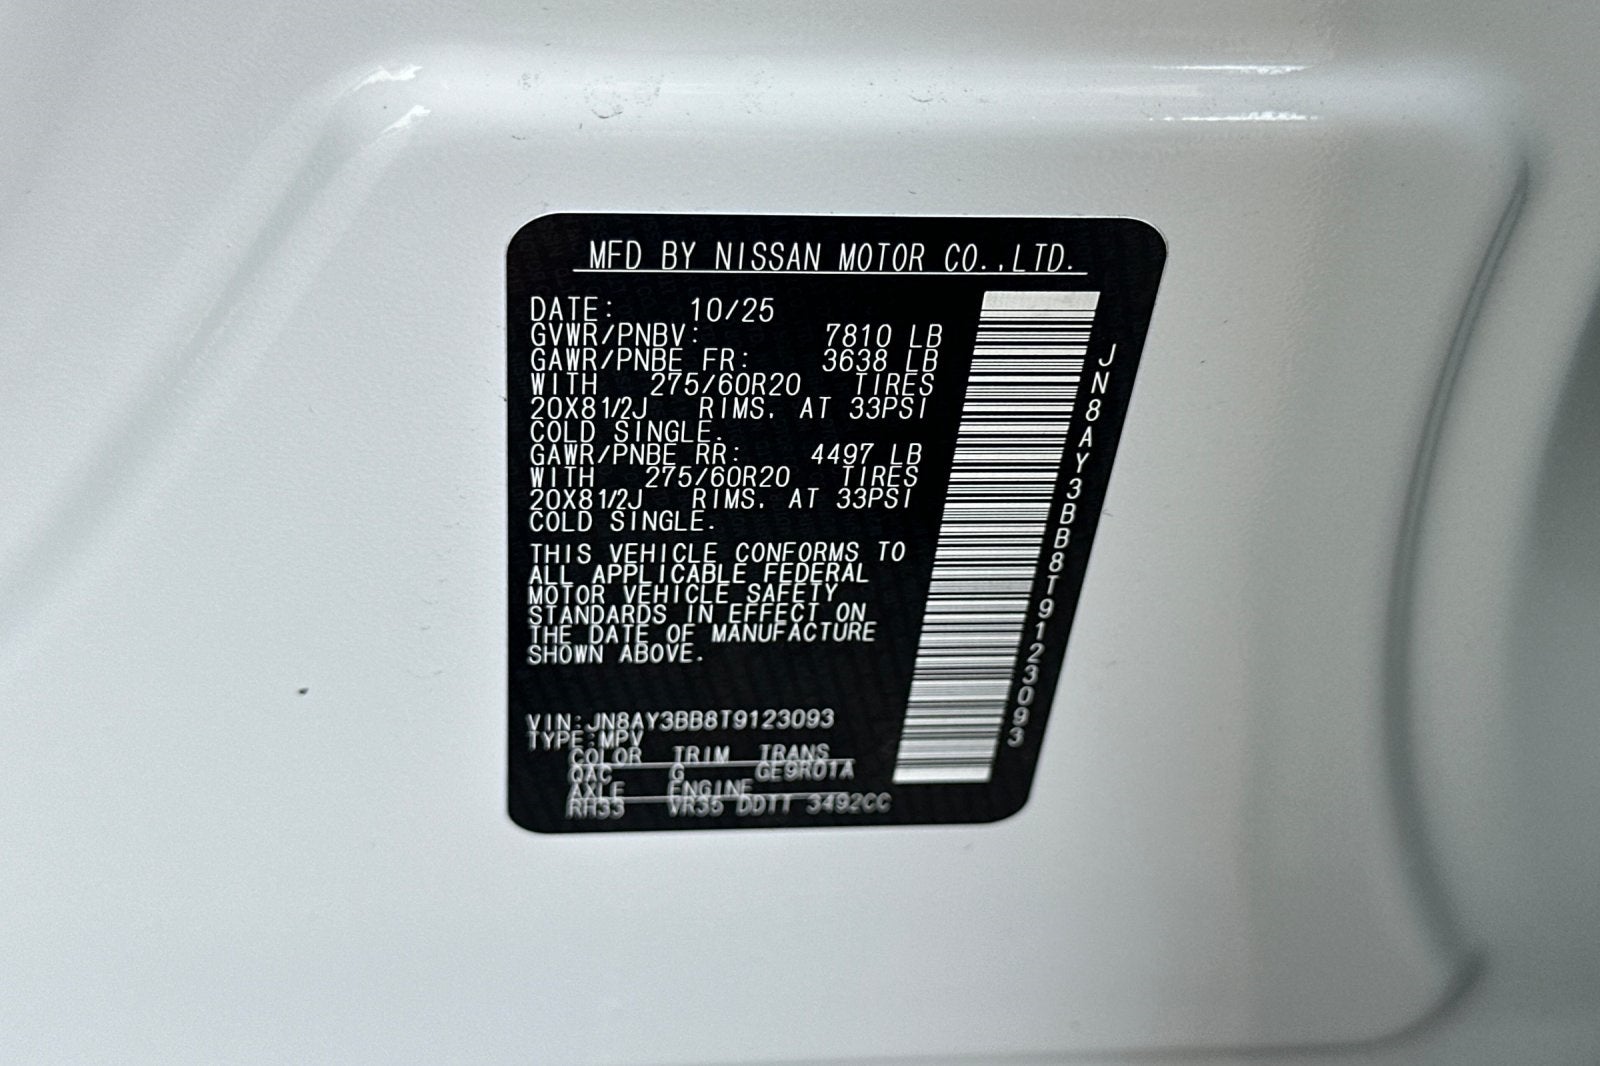 MFD BY NISSAN MOTOR CO.,LTD.
DATE: 10/25
GVWR/PNBV: 7810 LB
GAWR/PNBE FR: 3638 LB
WITH 275/60R20 TIRES
20X81/2J RIMS, AT 33PSI
COLD SINGLE.
GAWR/PNBE RR: 4497 LB
WITH 275/60R20 TIRES
20X81/2J RIMS, AT 33PSI
COLD SINGLE.
THIS VEHICLE CONFORMS TO
ALL APPLICABLE FEDERAL
MOTOR VEHICLE SAFETY
STANDARDS IN EFFECT ON
THE DATE OF MANUFACTURE
SHOWN ABOVE.
VIN:JN8AY3BB8T9123093
TYPE:MPV
COLOR TRIM TRANS
QAC G GE9R01A
AXLE ENGINE
RH33 VR35 DDTT 3492CC
JN8AY3BB8T9123093